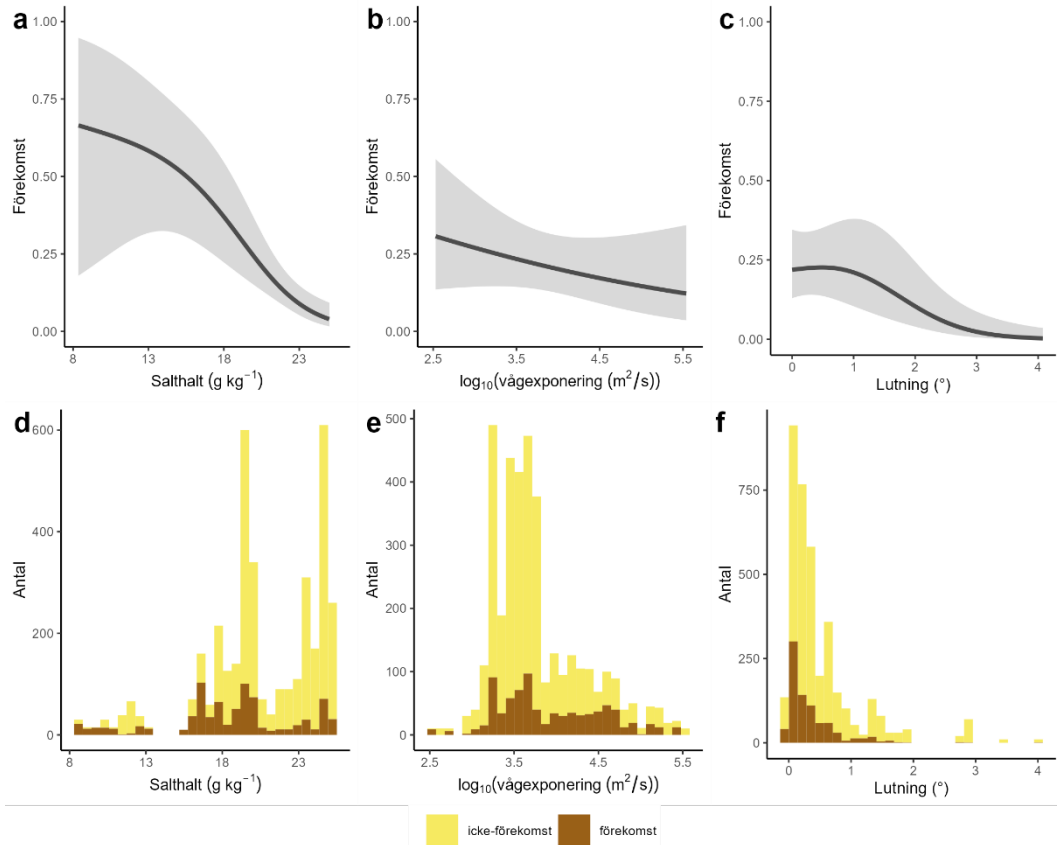 a
1.00
0.75
0.50
0.25
0.00
Förekomst
8 13 18 23
Salthalt (g kg⁻¹)
b
1.00
0.75
0.50
0.25
0.00
Förekomst
2.5 3.5 4.5 5.5
log₁₀(vågexponering (m²/s))
c
1.00
0.75
0.50
0.25
0.00
Förekomst
0 1 2 3 4
Lutning (°)
d
600
400
200
0
Antal
8 13 18 23
Salthalt (g kg⁻¹)
e
500
400
300
200
100
0
Antal
2.5 3.5 4.5 5.5
log₁₀(vågexponering (m²/s))
f
750
500
250
0
Antal
0 1 2 3 4
Lutning (°)
icke-förekomst förekomst